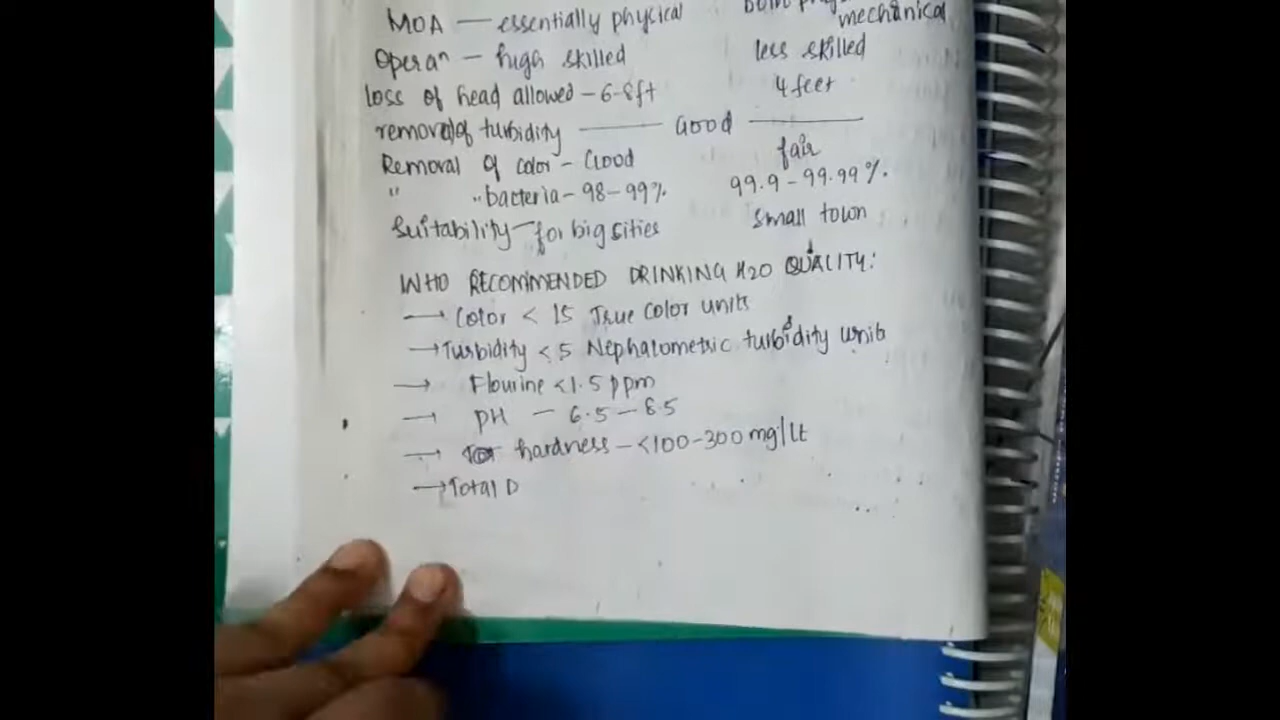 MOA — essentially physical mechanical
Operan — high skilled less skilled
loss of head allowed - 6-8ft 4 feet
removal of turbidity — Good —
Removal of color - Good fair
" " bacteria - 98-99% 99.9 - 99.99%.
Suitability - for big sities small town
WHO RECOMMENDED DRINKING H2O QUALITY:
→ Color < 15 True color units
→ Turbidity < 5 Nephalometric turbidity units
→ Flourine <1.5 ppm
→ PH - 6.5 - 8.5
→ hardness - <100-300 mg/Lt
→ Total D